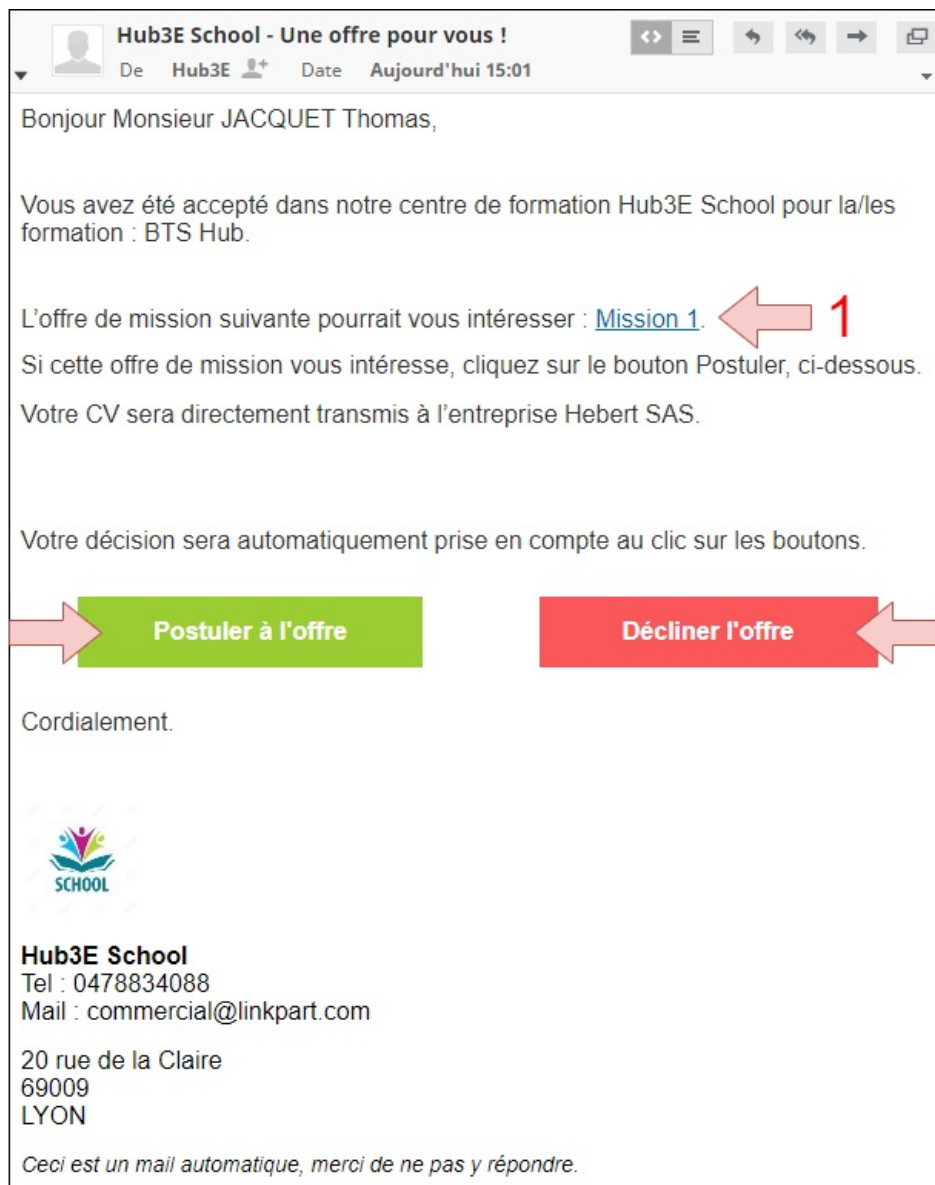 Hub3E School - Une offre pour vous !
De Hub3E Date Aujourd'hui 15:01
Bonjour Monsieur JACQUET Thomas,
Vous avez été accepté dans notre centre de formation Hub3E School pour la/les
formation : BTS Hub.
L'offre de mission suivante pourrait vous intéresser : Mission 1. 1
Si cette offre de mission vous intéresse, cliquez sur le bouton Postuler, ci-dessous.
Votre CV sera directement transmis à l'entreprise Hebert SAS.
Votre décision sera automatiquement prise en compte au clic sur les boutons.
Postuler à l'offre Décliner l'offre
Cordialement.
SCHOOL
Hub3E School
Tel : 0478834088
Mail : commercial@linkpart.com
20 rue de la Claire
69009
LYON
Ceci est un mail automatique, merci de ne pas y répondre.